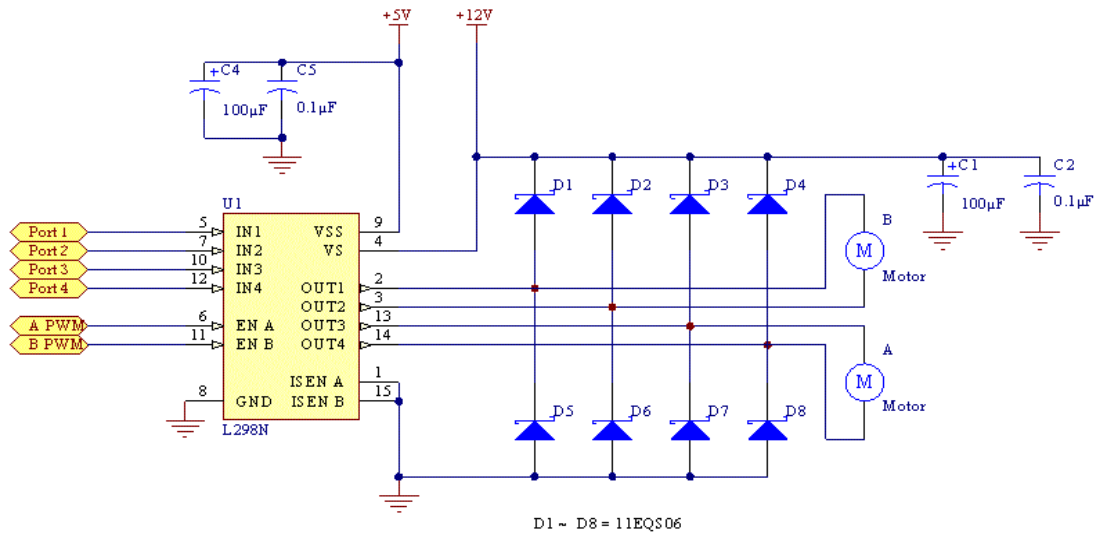 +5V
+12V
+C4
C5
100µF
0.1µF
D1
D2
D3
D4
+C1
C2
100µF
0.1µF
U1
Port 1
5
IN1
VSS
9
Port 2
7
IN2
VS
4
Port 3
10
IN3
Port 4
12
IN4
OUT1
2
OUT2
3
A PWM
6
EN A
OUT3
13
B PWM
11
EN B
OUT4
14
ISEN A
1
8
GND
ISEN B
15
L298N
B
M
Motor
A
M
Motor
D5
D6
D7
D8
D1 ~ D8 = 11EQS06